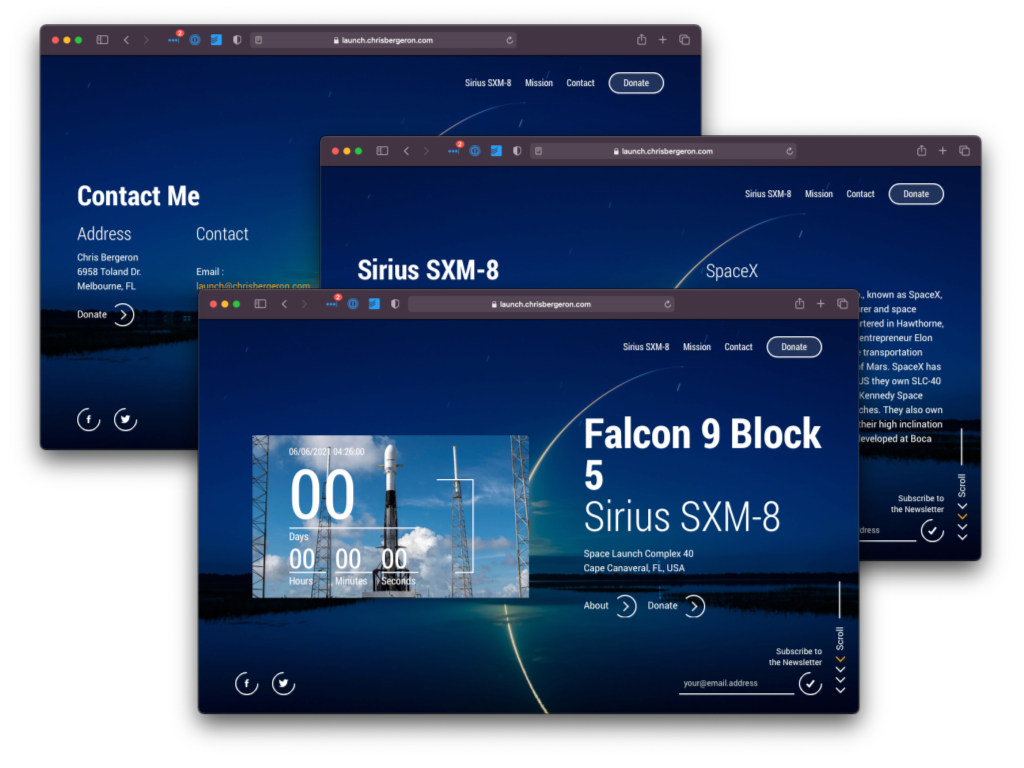 launch.chrisbergeron.com
Sirius SXM-8 Mission Contact Donate
Contact Me
Address
Chris Bergeron
6958 Toland Dr.
Melbourne, FL
Donate
Contact
Email :
launch@chrisbergeron.com
2
launch.chrisbergeron.com
2
Sirius SXM-8 Mission Contact Donate
Sirius SXM-8
SpaceX
, known as SpaceX,
rer and space
rtered in Hawthorne,
entrepreneur Elon
transportation
of Mars. SpaceX has
US they own SLC-40
Kennedy Space
ches. They also own
their high inclination
developed at Boca
Scroll
Subscribe to
the Newsletter
dress
2
launch.chrisbergeron.com
Sirius SXM-8 Mission Contact Donate
06/06/2021 04:26:00
00
Days
00 00 00
Hours Minutes Seconds
Falcon 9 Block
5
Sirius SXM-8
Space Launch Complex 40
Cape Canaveral, FL, USA
About Donate
Scroll
Subscribe to
the Newsletter
your@email.address